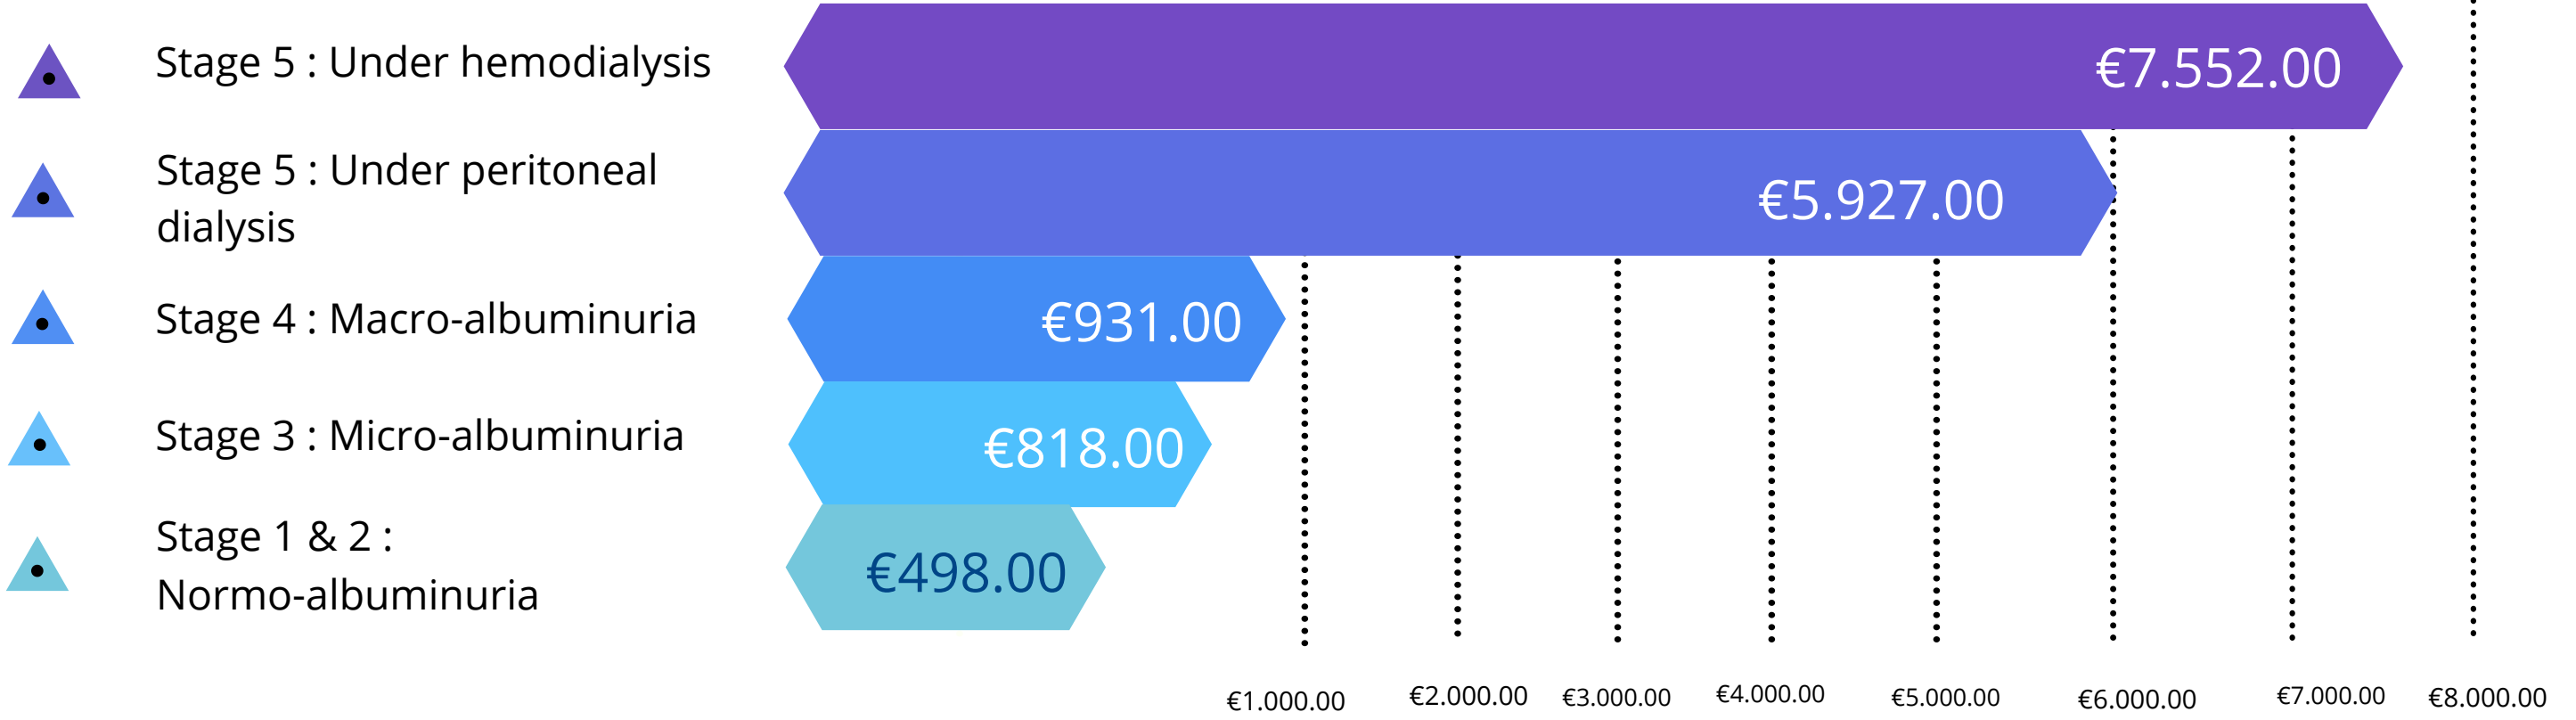 Stage 5 : Under hemodialysis
€7.552.00
Stage 5 : Under peritoneal
dialysis
€5.927.00
Stage 4 : Macro-albuminuria
€931.00
Stage 3 : Micro-albuminuria
€818.00
Stage 1 & 2 :
Normo-albuminuria
€498.00
€1.000.00 €2.000.00 €3.000.00 €4.000.00 €5.000.00 €6.000.00 €7.000.00 €8.000.00